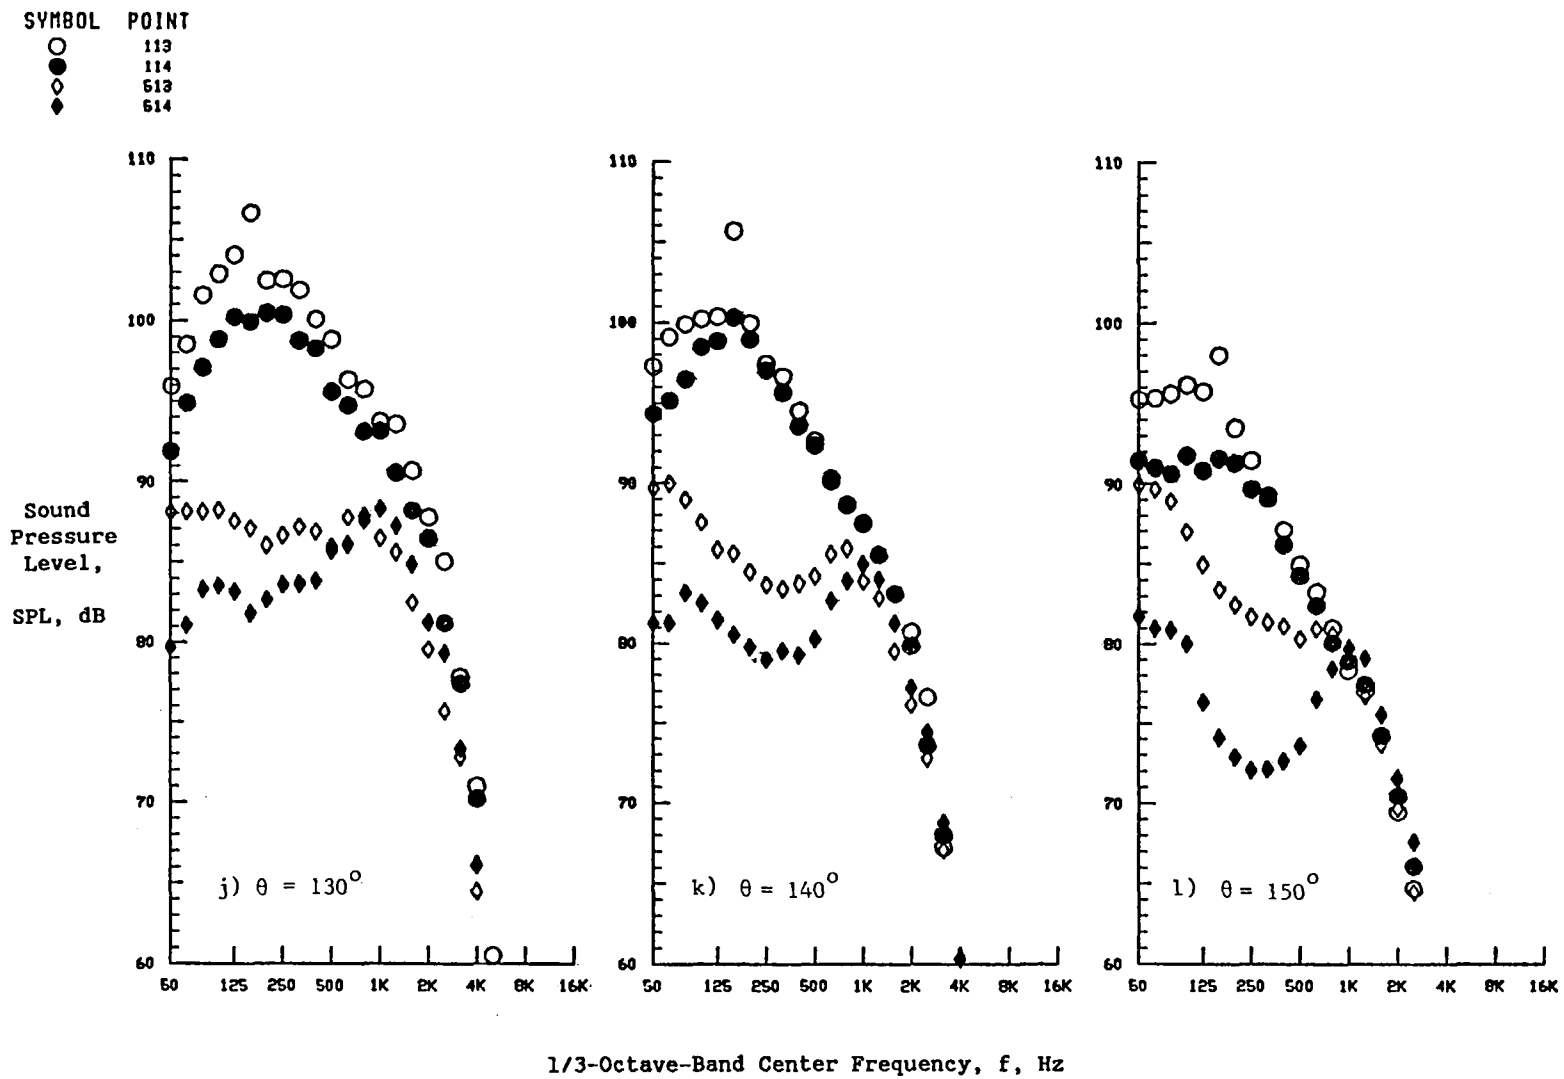 SYMBOL POINT
113
114
513
514
110
100
90
80
70
60
50 125 250 500 1K 2K 4K 8K 16K
j) θ = 130°
110
100
90
80
70
60
50 125 250 500 1K 2K 4K 8K 16K
k) θ = 140°
110
100
90
80
70
60
50 125 250 500 1K 2K 4K 8K 16K
l) θ = 150°
Sound
Pressure
Level,
SPL, dB
1/3-Octave-Band Center Frequency, f, Hz